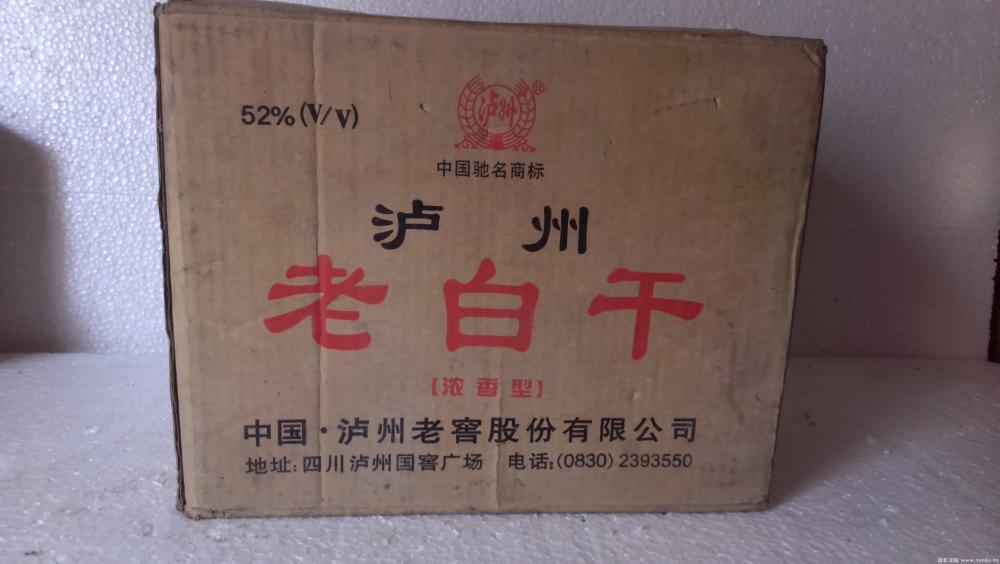 52%(V/V)
泸州
®
中国驰名商标
泸州
老白干
【浓香型】
中国·泸州老窖股份有限公司
地址:四川泸州国窖广场 电话:(0830)2393550